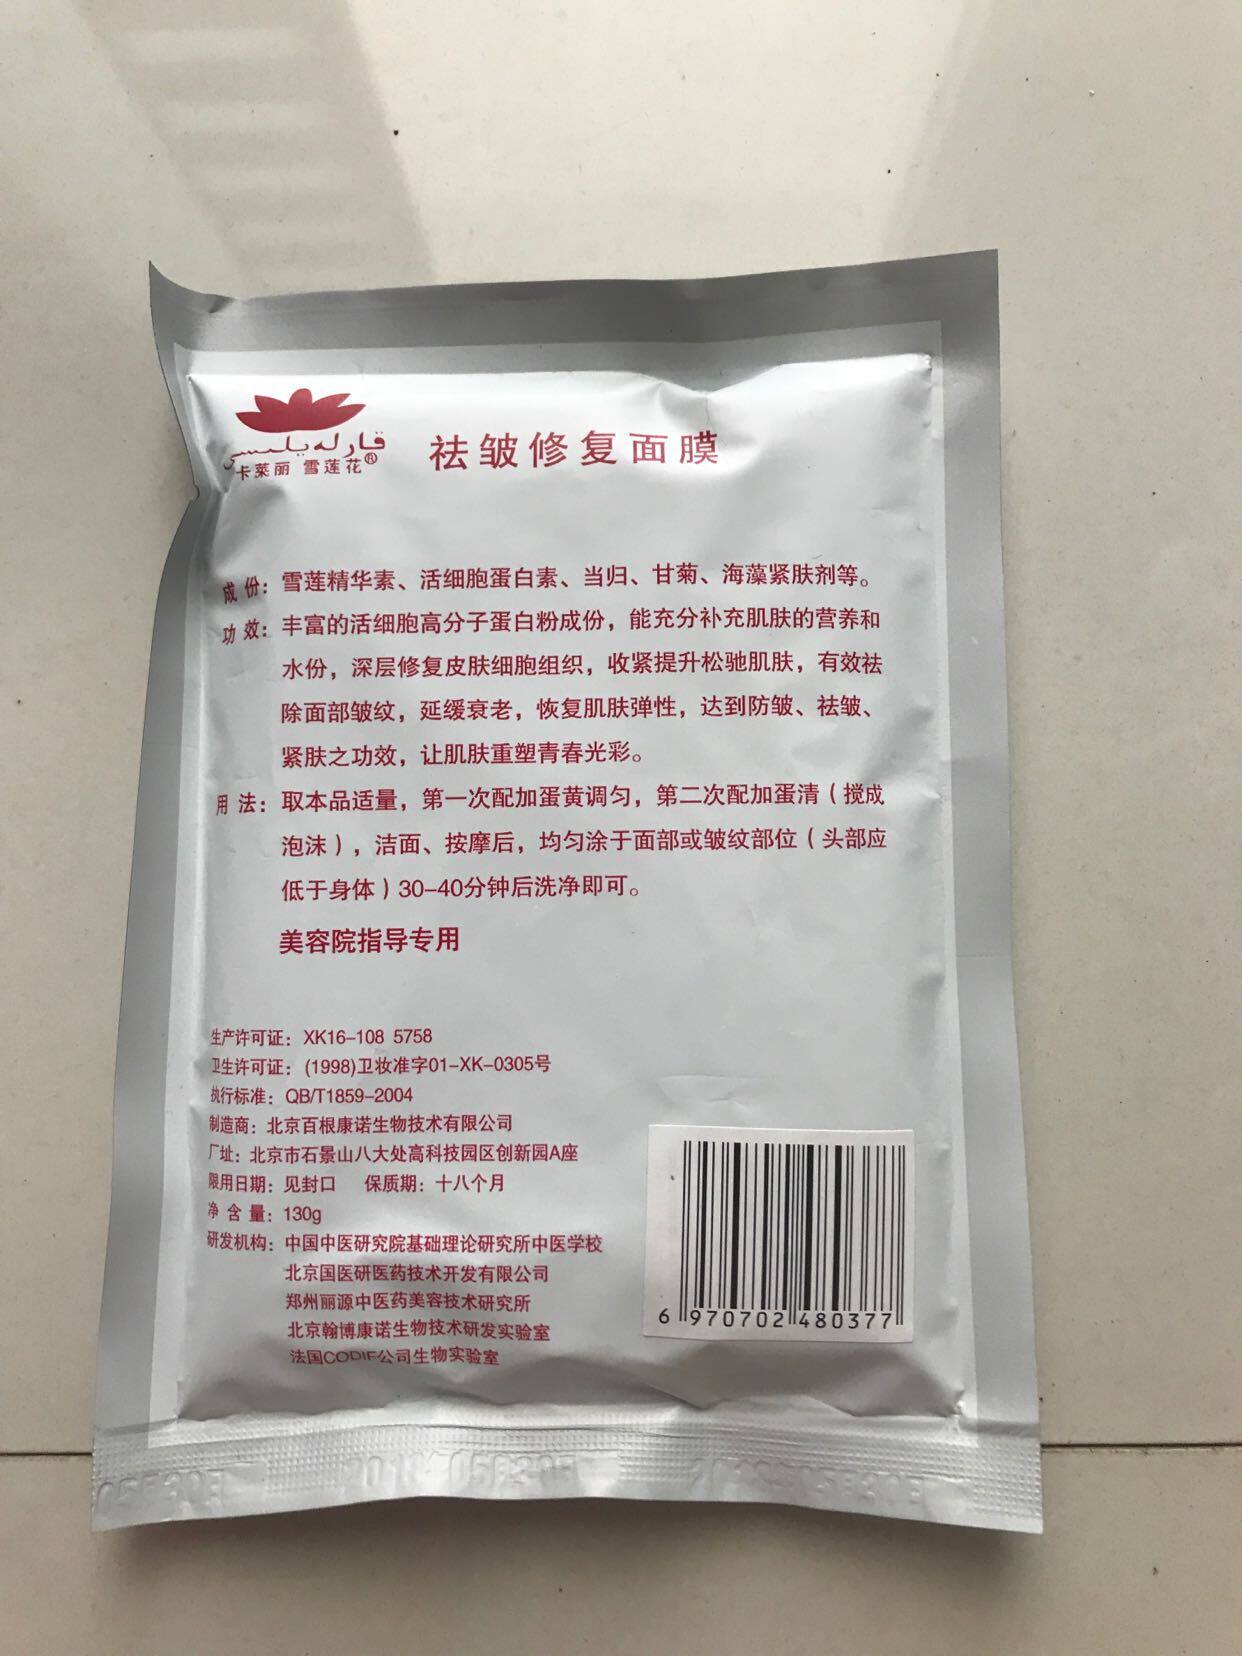 قارلەيلىسى
卡莱丽 雪莲花®
祛皱修复面膜
成份：雪莲精华素、活细胞蛋白素、当归、甘菊、海藻紧肤剂等。
功效：丰富的活细胞高分子蛋白粉成份，能充分补充肌肤的营养和
水份，深层修复皮肤细胞组织，收紧提升松驰肌肤，有效祛
除面部皱纹，延缓衰老，恢复肌肤弹性，达到防皱、祛皱、
紧肤之功效，让肌肤重塑青春光彩。
用法：取本品适量，第一次配加蛋黄调匀，第二次配加蛋清（搅成
泡沫），洁面、按摩后，均匀涂于面部或皱纹部位（头部应
低于身体）30-40分钟后洗净即可。
美容院指导专用
生产许可证：XK16-108 5758
卫生许可证：(1998)卫妆准字01-XK-0305号
执行标准：QB/T1859-2004
制造商：北京百根康诺生物技术有限公司
厂址：北京市石景山八大处高科技园区创新园A座
限用日期：见封口 保质期：十八个月
净含量：130g
研发机构：中国中医研究院基础理论研究所中医学校
北京国医研医药技术开发有限公司
郑州丽源中医药美容技术研究所
北京翰博康诺生物技术研发实验室
法国CODIF公司生物实验室
6 970702 480377